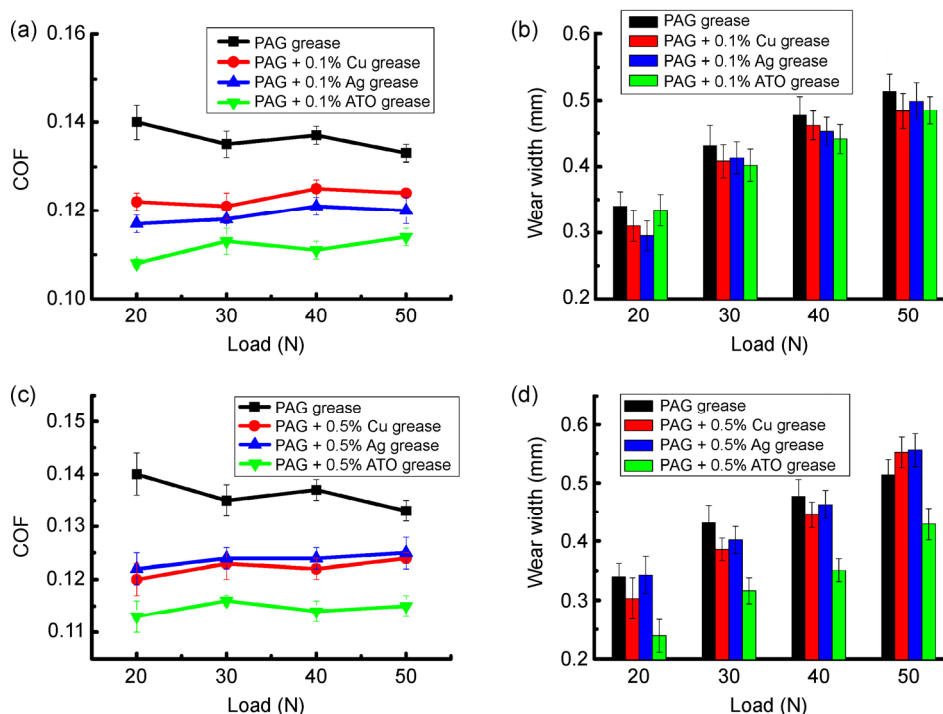 (a)
0.16
0.14
0.12
0.10
COF
20 30 40 50
Load (N)
PAG grease
PAG + 0.1% Cu grease
PAG + 0.1% Ag grease
PAG + 0.1% ATO grease
(b)
0.6
0.5
0.4
0.3
0.2
Wear width (mm)
20 30 40 50
Load (N)
PAG grease
PAG + 0.1% Cu grease
PAG + 0.1% Ag grease
PAG + 0.1% ATO grease
(c)
0.15
0.14
0.13
0.12
0.11
COF
20 30 40 50
Load (N)
PAG grease
PAG + 0.5% Cu grease
PAG + 0.5% Ag grease
PAG + 0.5% ATO grease
(d)
0.6
0.5
0.4
0.3
0.2
Wear width (mm)
20 30 40 50
Load (N)
PAG grease
PAG + 0.5% Cu grease
PAG + 0.5% Ag grease
PAG + 0.5% ATO grease